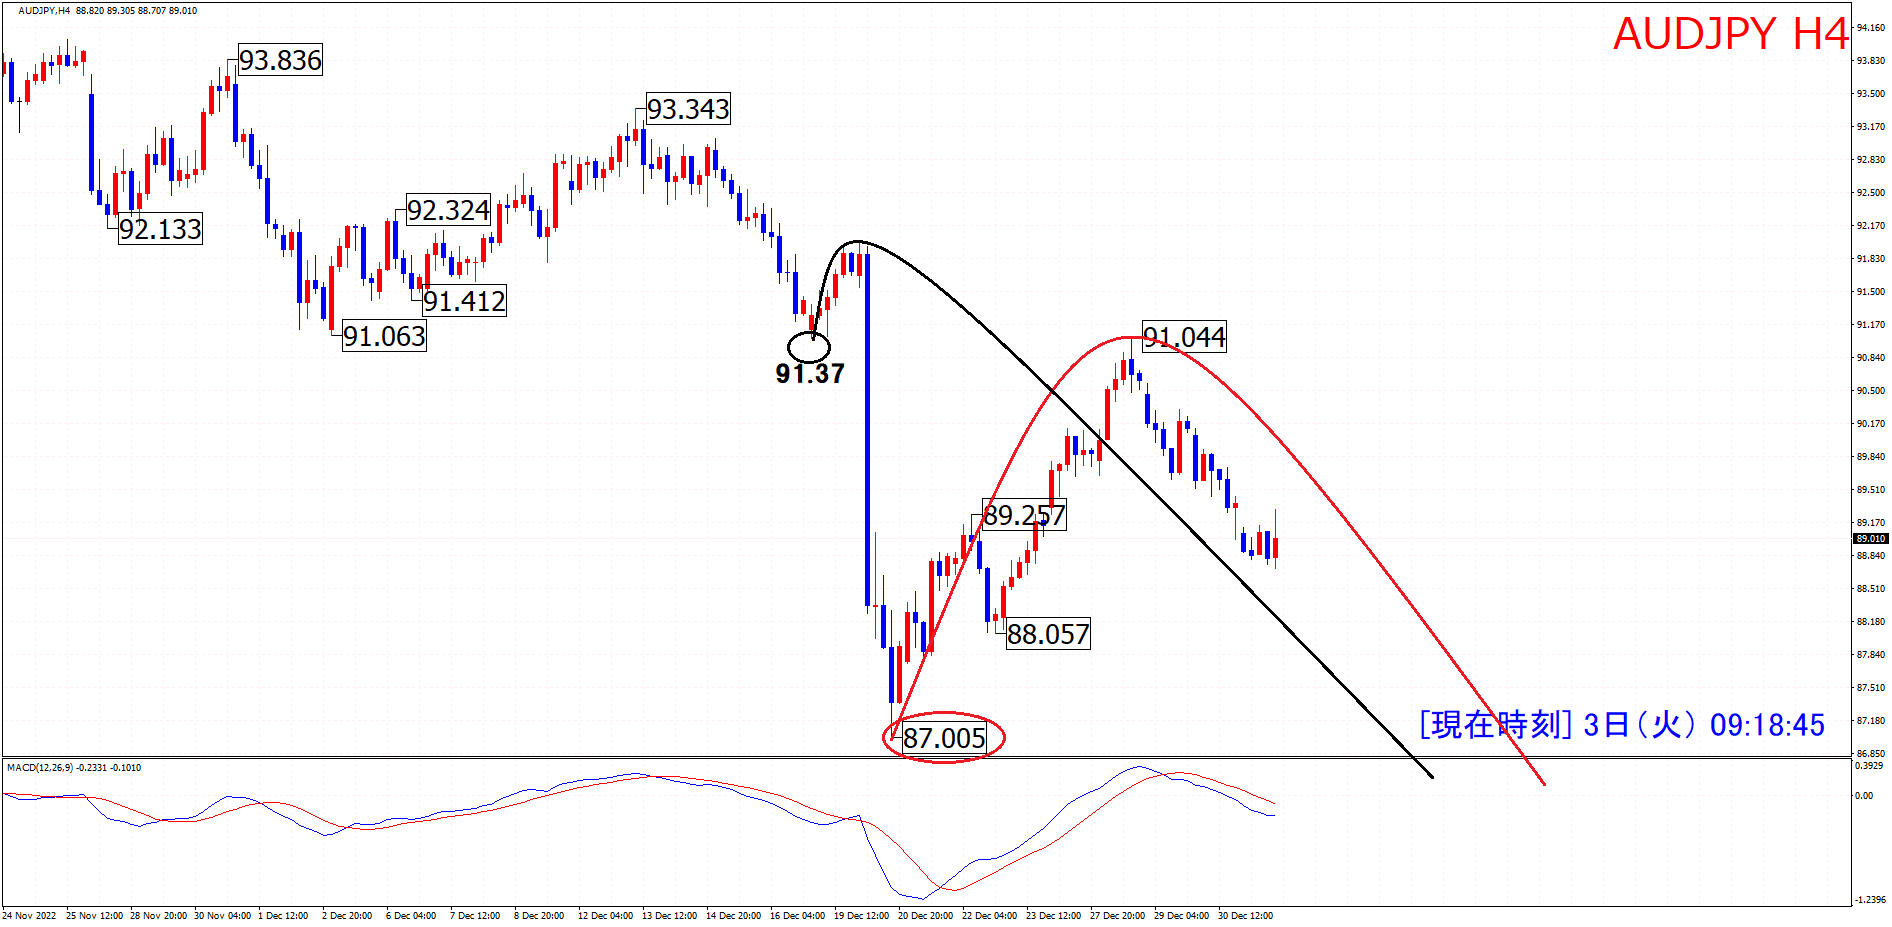 AUDJPY,H4 88.820 89.305 88.707 89.010
AUDJPY H4
93.836
93.343
92.324
92.133
91.412
91.063
91.044
91.37
89.257
88.057
87.005
[現在時刻] 3日(火) 09:18:45
94.160
93.830
93.500
93.170
92.830
92.500
92.170
91.830
91.500
91.170
90.840
90.500
90.170
89.840
89.510
89.170
89.010
88.840
88.510
88.180
87.840
87.510
87.180
86.850
MACD(12,26,9) -0.2331 -0.1010
0.3929
0.00
-1.2396
24 Nov 2022
25 Nov 12:00
28 Nov 20:00
30 Nov 04:00
1 Dec 12:00
2 Dec 20:00
6 Dec 04:00
7 Dec 12:00
8 Dec 20:00
12 Dec 04:00
13 Dec 12:00
14 Dec 20:00
16 Dec 04:00
19 Dec 12:00
20 Dec 20:00
22 Dec 04:00
23 Dec 12:00
27 Dec 20:00
29 Dec 04:00
30 Dec 12:00